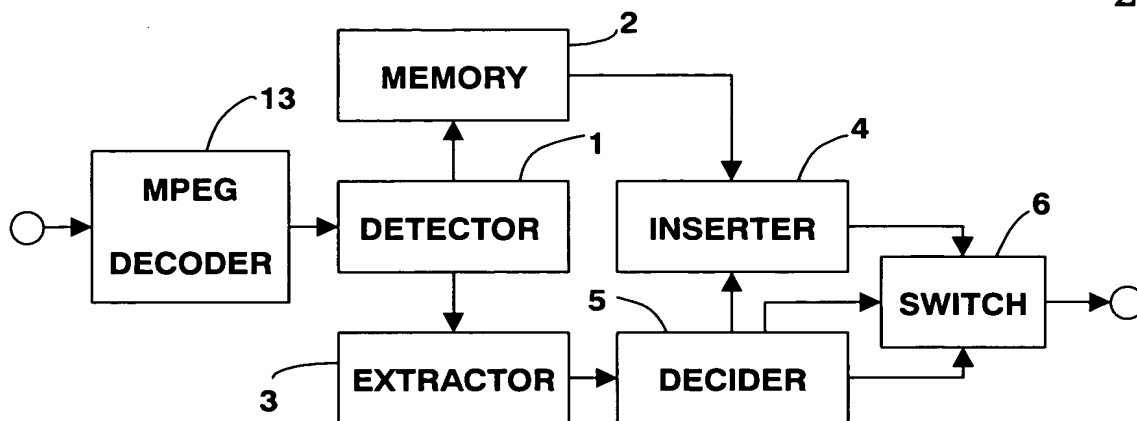 2
MEMORY
13
1
4
MPEG
DECODER
DETECTOR
INSERTER
6
SWITCH
5
EXTRACTOR
DECIDER
3